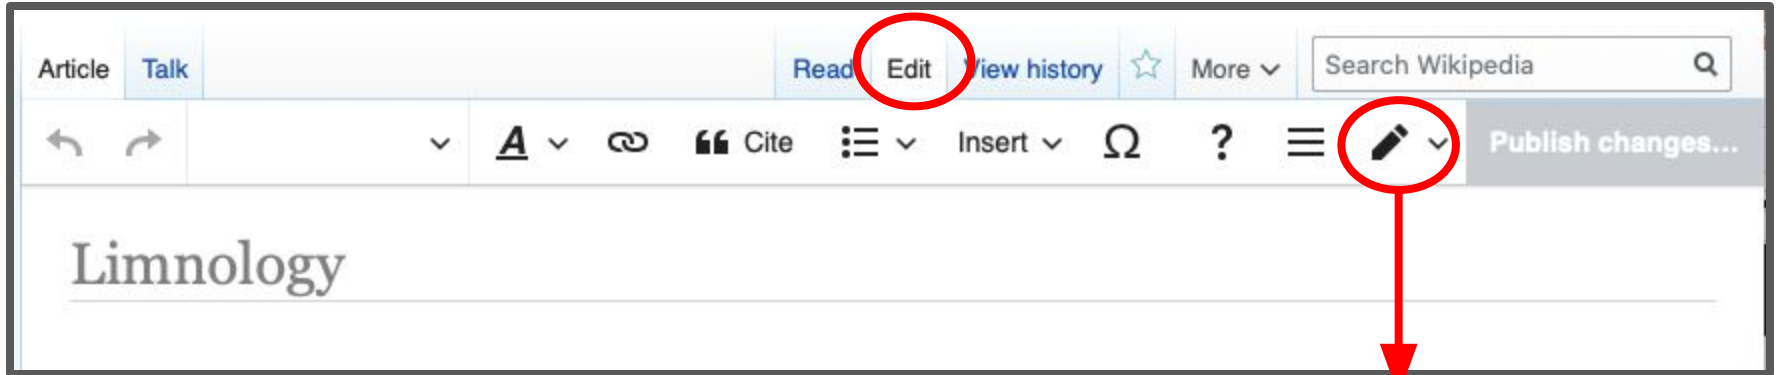 Article Talk Read Edit View history More Search Wikipedia
A Cite Insert Ω ? Publish changes...
Limnology